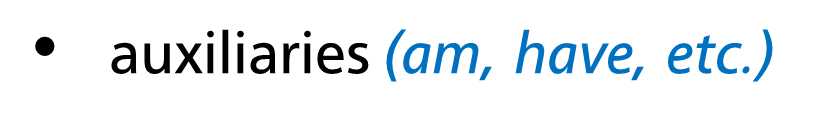 • auxiliaries (am, have, etc.)